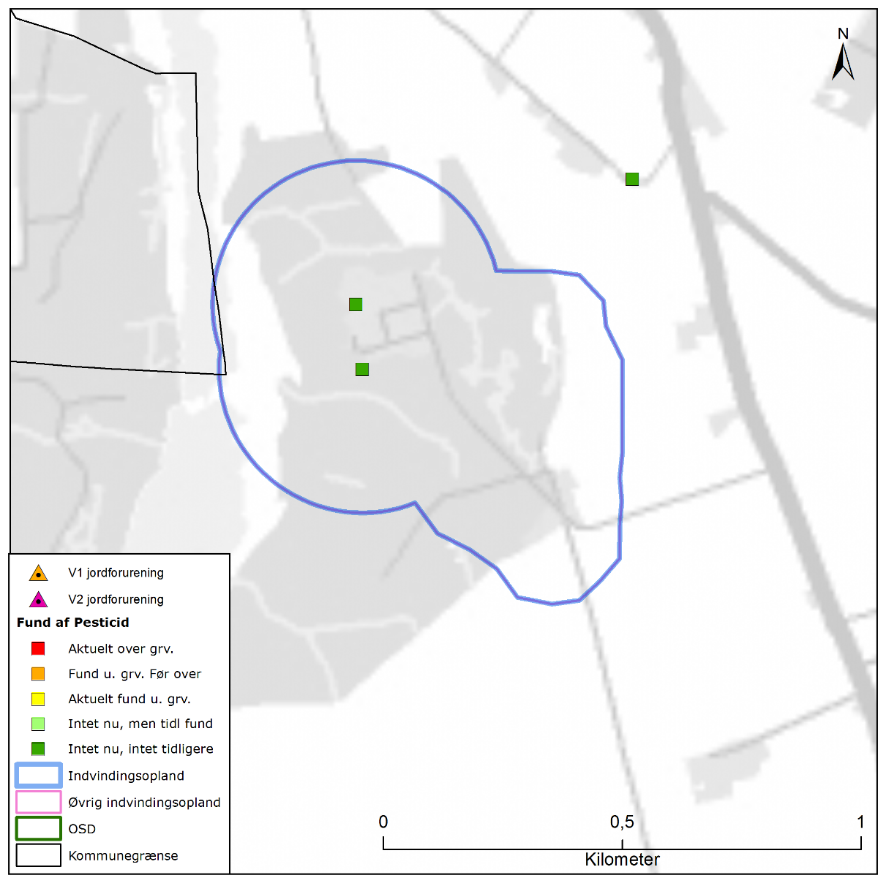 N
V1 jordforurening
V2 jordforurening
Fund af Pesticid
Aktuelt over grv.
Fund u. grv. Før over
Aktuelt fund u. grv.
Intet nu, men tidl fund
Intet nu, intet tidligere
Indvindingsopland
Øvrig indvindingsopland
OSD
Kommunegrænse
0 0,5 1
Kilometer